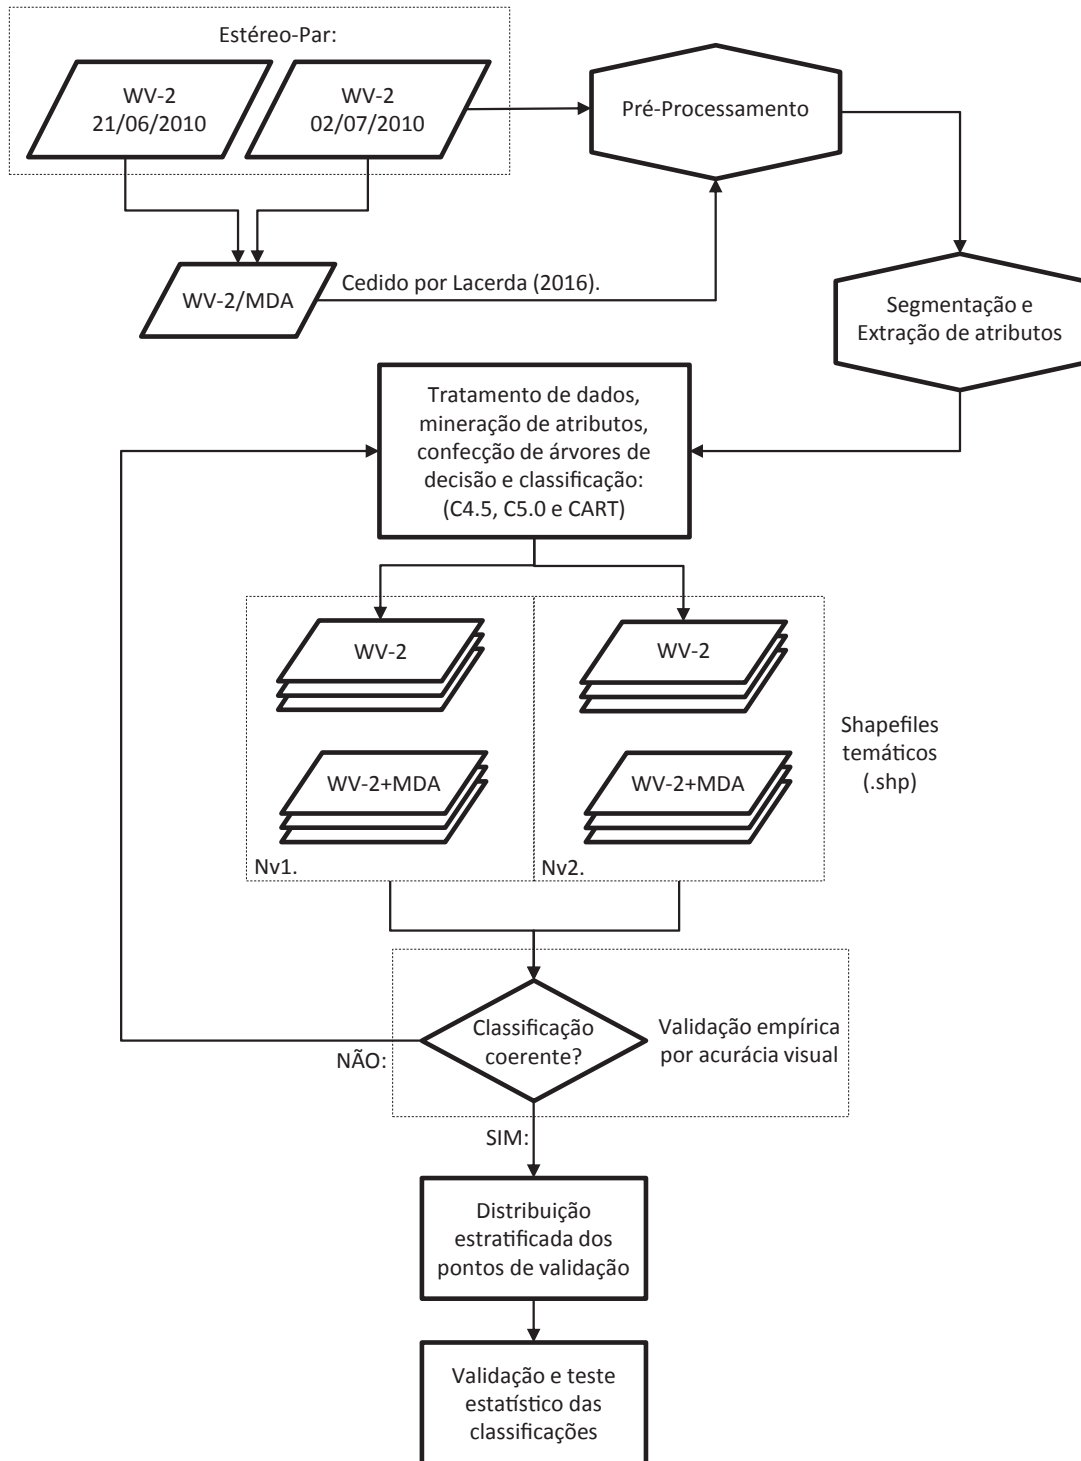 Estéreo-Par:
WV-2
21/06/2010
WV-2
02/07/2010
Pré-Processamento
WV-2/MDA
Cedido por Lacerda (2016).
Segmentação e
Extração de atributos
Tratamento de dados,
mineração de atributos,
confecção de árvores de
decisão e classificação:
(C4.5, C5.0 e CART)
WV-2
WV-2
WV-2+MDA
WV-2+MDA
Nv1.
Nv2.
Shapefiles
temáticos
(.shp)
Classificação
coerente?
Validação empírica
por acurácia visual
NÃO:
SIM:
Distribuição
estratificada dos
pontos de validação
Validação e teste
estatístico das
classificações